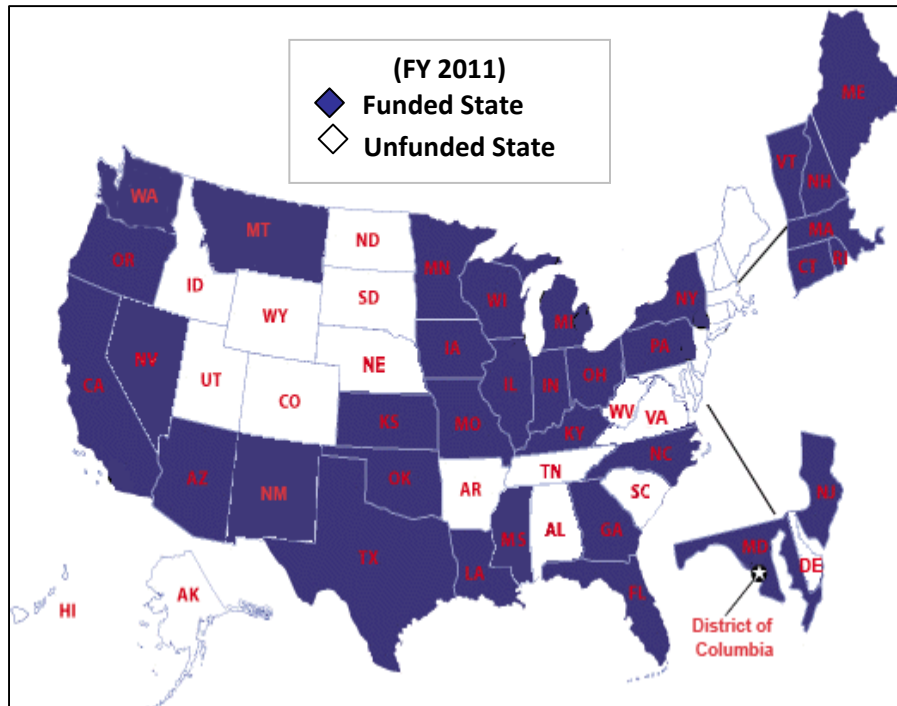 (FY 2011)
Funded State
Unfunded State
ME
VT
NH
WA
MT
ND
MA
OR
MN
CT
RI
ID
SD
WI
NY
WY
MI
NV
IA
PA
NE
CA
UT
IL
IN
OH
CO
WV
KS
MO
KY
VA
NC
AZ
NM
OK
TN
AR
SC
NJ
MS
AL
GA
TX
LA
MD
DE
AK
FL
HI
District of
Columbia